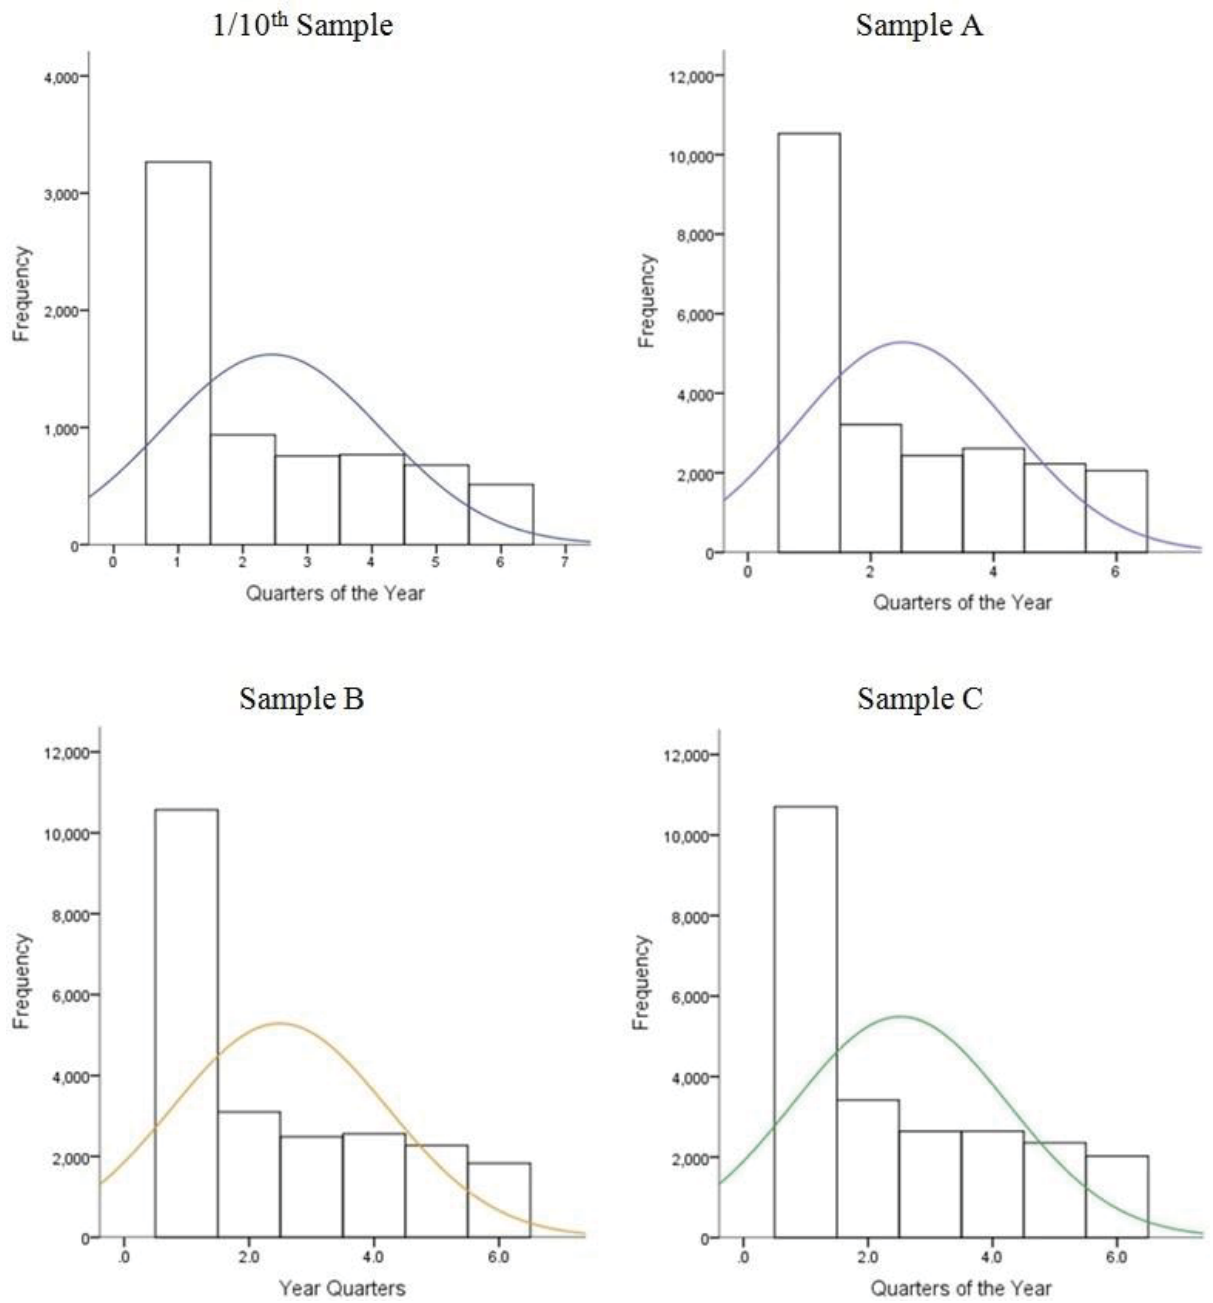 1/10th Sample
4,000
3,000
2,000
1,000
0
Frequency
0 1 2 3 4 5 6 7
Quarters of the Year
Sample A
12,000
10,000
8,000
6,000
4,000
2,000
0
Frequency
0 2 4 6
Quarters of the Year
Sample B
12,000
10,000
8,000
6,000
4,000
2,000
0
Frequency
.0 2.0 4.0 6.0
Year Quarters
Sample C
12,000
10,000
8,000
6,000
4,000
2,000
0
Frequency
.0 2.0 4.0 6.0
Quarters of the Year